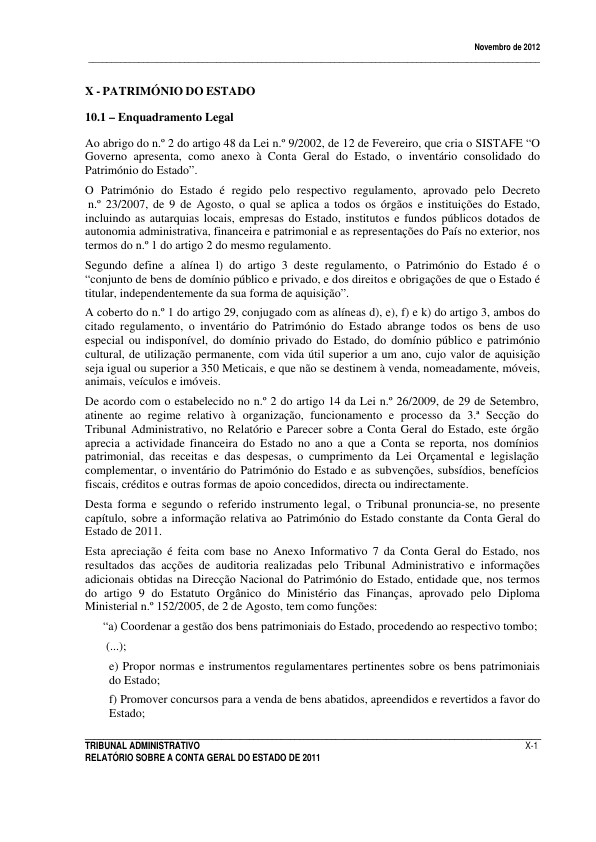 Novembro de 2012
X - PATRIMÓNIO DO ESTADO
10.1 – Enquadramento Legal
Ao abrigo do n.º 2 do artigo 48 da Lei n.º 9/2002, de 12 de Fevereiro, que cria o SISTAFE “O
Governo apresenta, como anexo à Conta Geral do Estado, o inventário consolidado do
Património do Estado”.
O Património do Estado é regido pelo respectivo regulamento, aprovado pelo Decreto
n.º 23/2007, de 9 de Agosto, o qual se aplica a todos os órgãos e instituições do Estado,
incluindo as autarquias locais, empresas do Estado, institutos e fundos públicos dotados de
autonomia administrativa, financeira e patrimonial e as representações do País no exterior, nos
termos do n.º 1 do artigo 2 do mesmo regulamento.
Segundo define a alínea l) do artigo 3 deste regulamento, o Património do Estado é o
“conjunto de bens de domínio público e privado, e dos direitos e obrigações de que o Estado é
titular, independentemente da sua forma de aquisição”.
A coberto do n.º 1 do artigo 29, conjugado com as alíneas d), e), f) e k) do artigo 3, ambos do
citado regulamento, o inventário do Património do Estado abrange todos os bens de uso
especial ou indisponível, do domínio privado do Estado, do domínio público e património
cultural, de utilização permanente, com vida útil superior a um ano, cujo valor de aquisição
seja igual ou superior a 350 Meticais, e que não se destinem à venda, nomeadamente, móveis,
animais, veículos e imóveis.
De acordo com o estabelecido no n.º 2 do artigo 14 da Lei n.º 26/2009, de 29 de Setembro,
atinente ao regime relativo à organização, funcionamento e processo da 3.ª Secção do
Tribunal Administrativo, no Relatório e Parecer sobre a Conta Geral do Estado, este órgão
aprecia a actividade financeira do Estado no ano a que a Conta se reporta, nos domínios
patrimonial, das receitas e das despesas, o cumprimento da Lei Orçamental e legislação
complementar, o inventário do Património do Estado e as subvenções, subsídios, benefícios
fiscais, créditos e outras formas de apoio concedidos, directa ou indirectamente.
Desta forma e segundo o referido instrumento legal, o Tribunal pronuncia-se, no presente
capítulo, sobre a informação relativa ao Património do Estado constante da Conta Geral do
Estado de 2011.
Esta apreciação é feita com base no Anexo Informativo 7 da Conta Geral do Estado, nos
resultados das acções de auditoria realizadas pelo Tribunal Administrativo e informações
adicionais obtidas na Direcção Nacional do Património do Estado, entidade que, nos termos
do artigo 9 do Estatuto Orgânico do Ministério das Finanças, aprovado pelo Diploma
Ministerial n.º 152/2005, de 2 de Agosto, tem como funções:
“a) Coordenar a gestão dos bens patrimoniais do Estado, procedendo ao respectivo tombo;
(...);
e) Propor normas e instrumentos regulamentares pertinentes sobre os bens patrimoniais
do Estado;
f) Promover concursos para a venda de bens abatidos, apreendidos e revertidos a favor do
Estado;
TRIBUNAL ADMINISTRATIVO X-1
RELATÓRIO SOBRE A CONTA GERAL DO ESTADO DE 2011